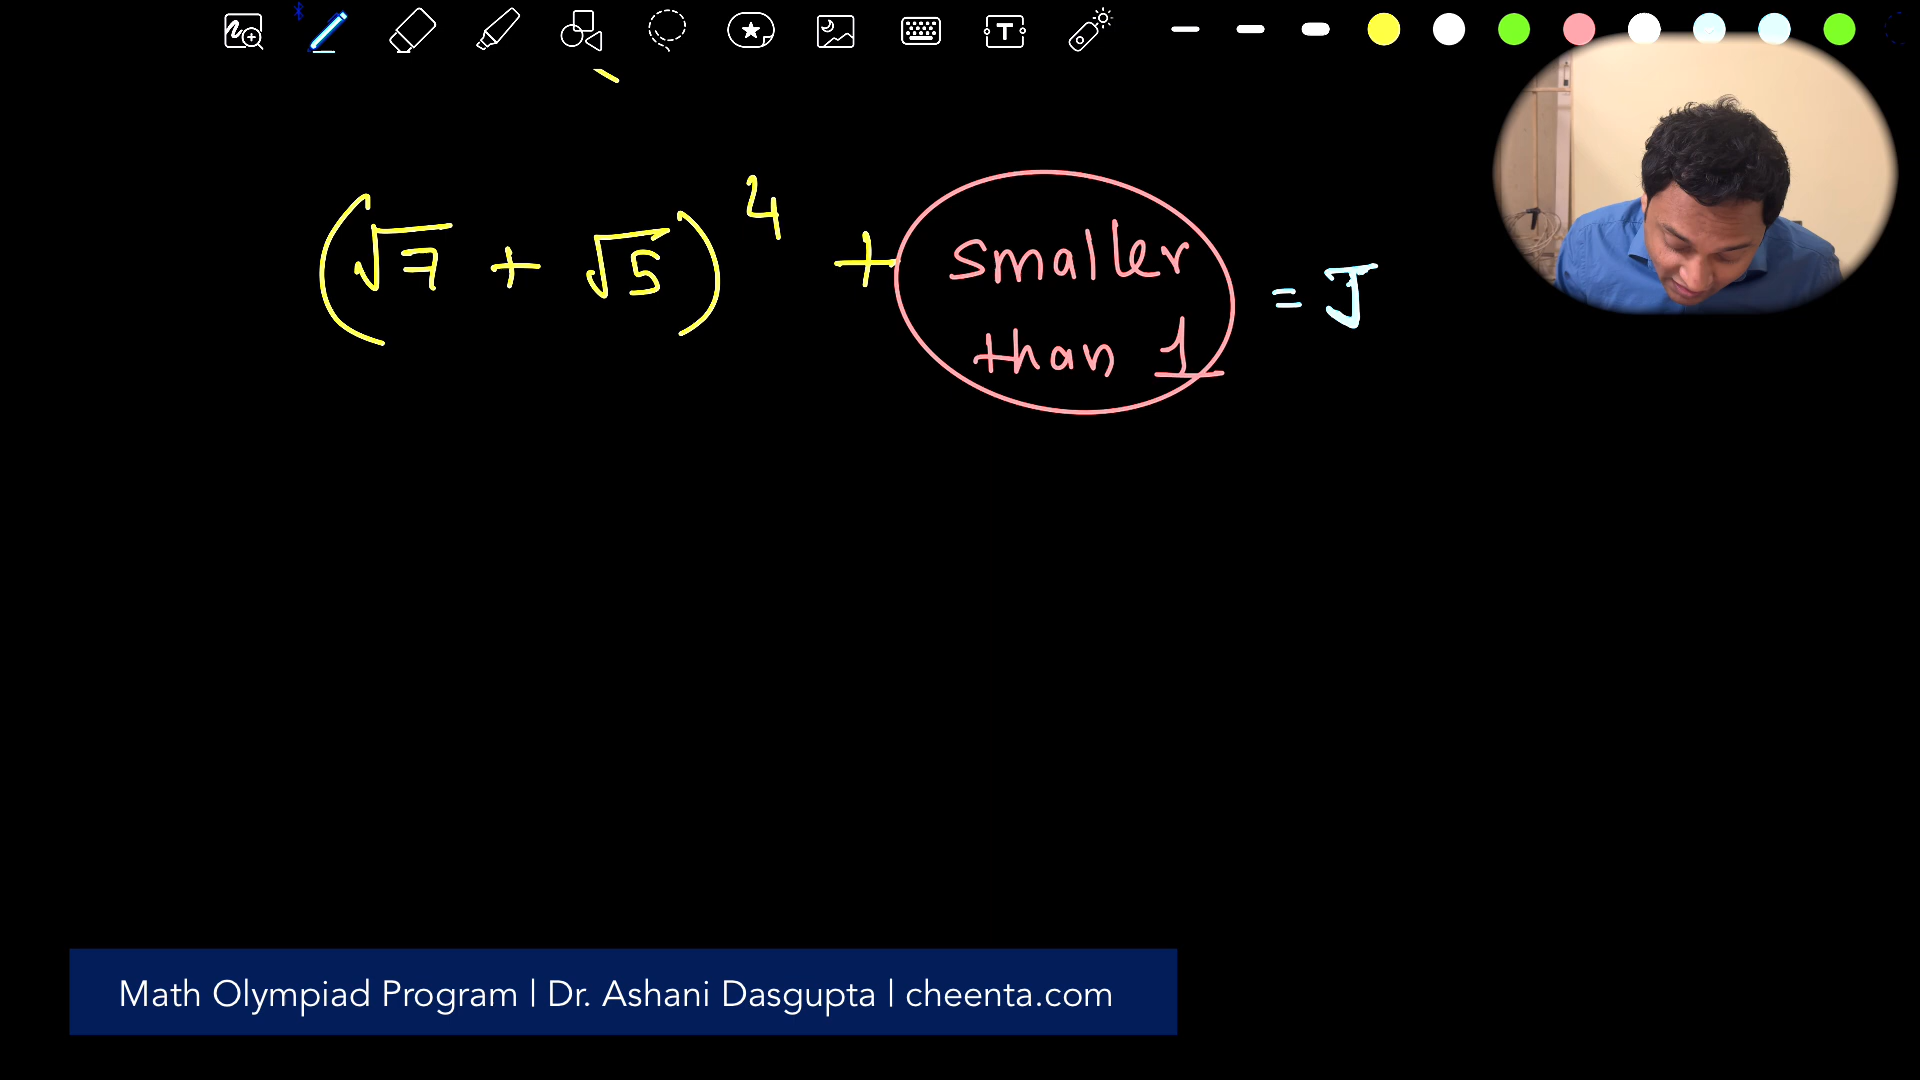 (√7 + √5)^4 + smaller than 1 = J
Math Olympiad Program | Dr. Ashani Dasgupta | cheenta.com